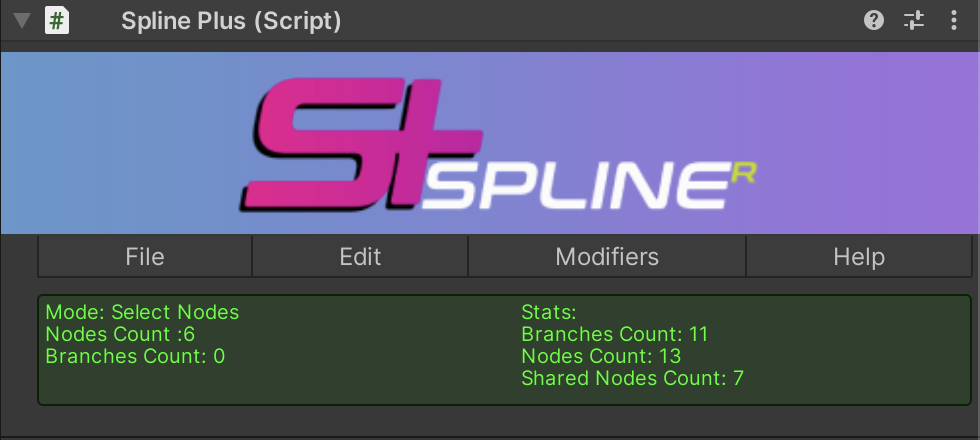 Spline Plus (Script)
S+ SPLINE R
File Edit Modifiers Help
Mode: Select Nodes
Nodes Count :6
Branches Count: 0
Stats:
Branches Count: 11
Nodes Count: 13
Shared Nodes Count: 7